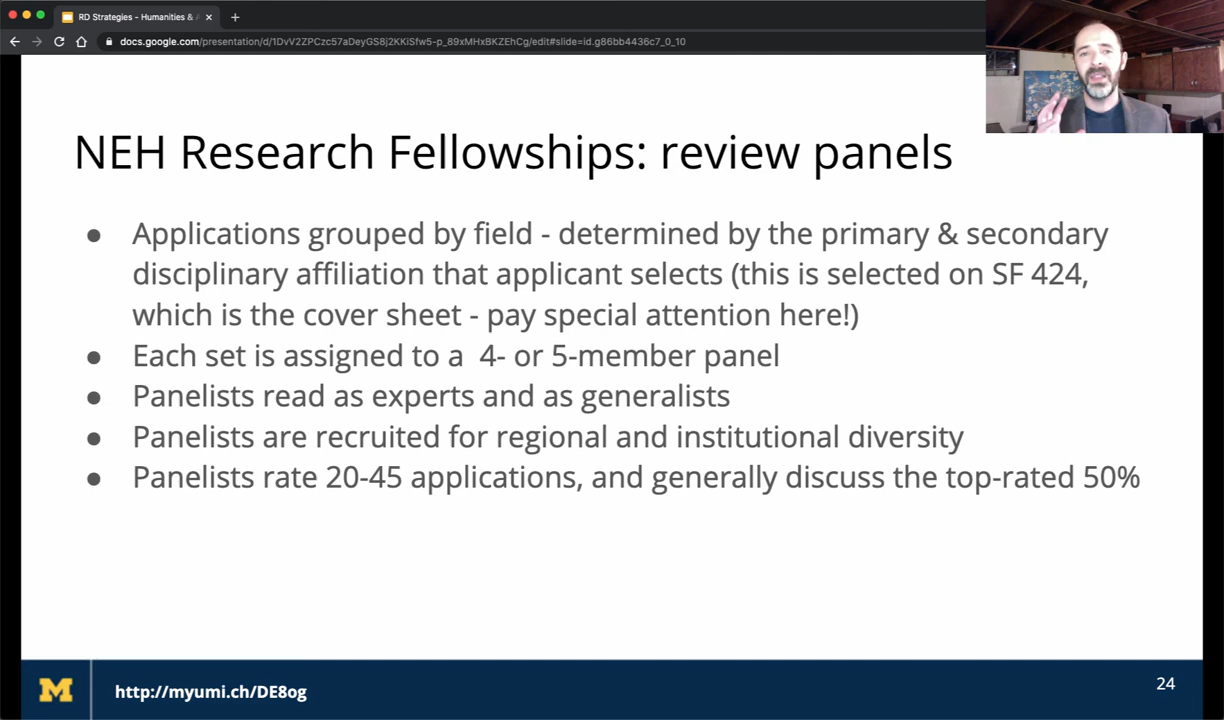 RD Strategies - Humanities & A
docs.google.com/presentation/d/1DvV2ZPCzc57aDeyGS8j2KKiSfw5-p_89xMHxBKZEhCg/edit#slide=id.g86bb4436c7_0_10
NEH Research Fellowships: review panels
● Applications grouped by field - determined by the primary & secondary
disciplinary affiliation that applicant selects (this is selected on SF 424,
which is the cover sheet - pay special attention here!)
● Each set is assigned to a 4- or 5-member panel
● Panelists read as experts and as generalists
● Panelists are recruited for regional and institutional diversity
● Panelists rate 20-45 applications, and generally discuss the top-rated 50%
M
http://myumi.ch/DE8og
24